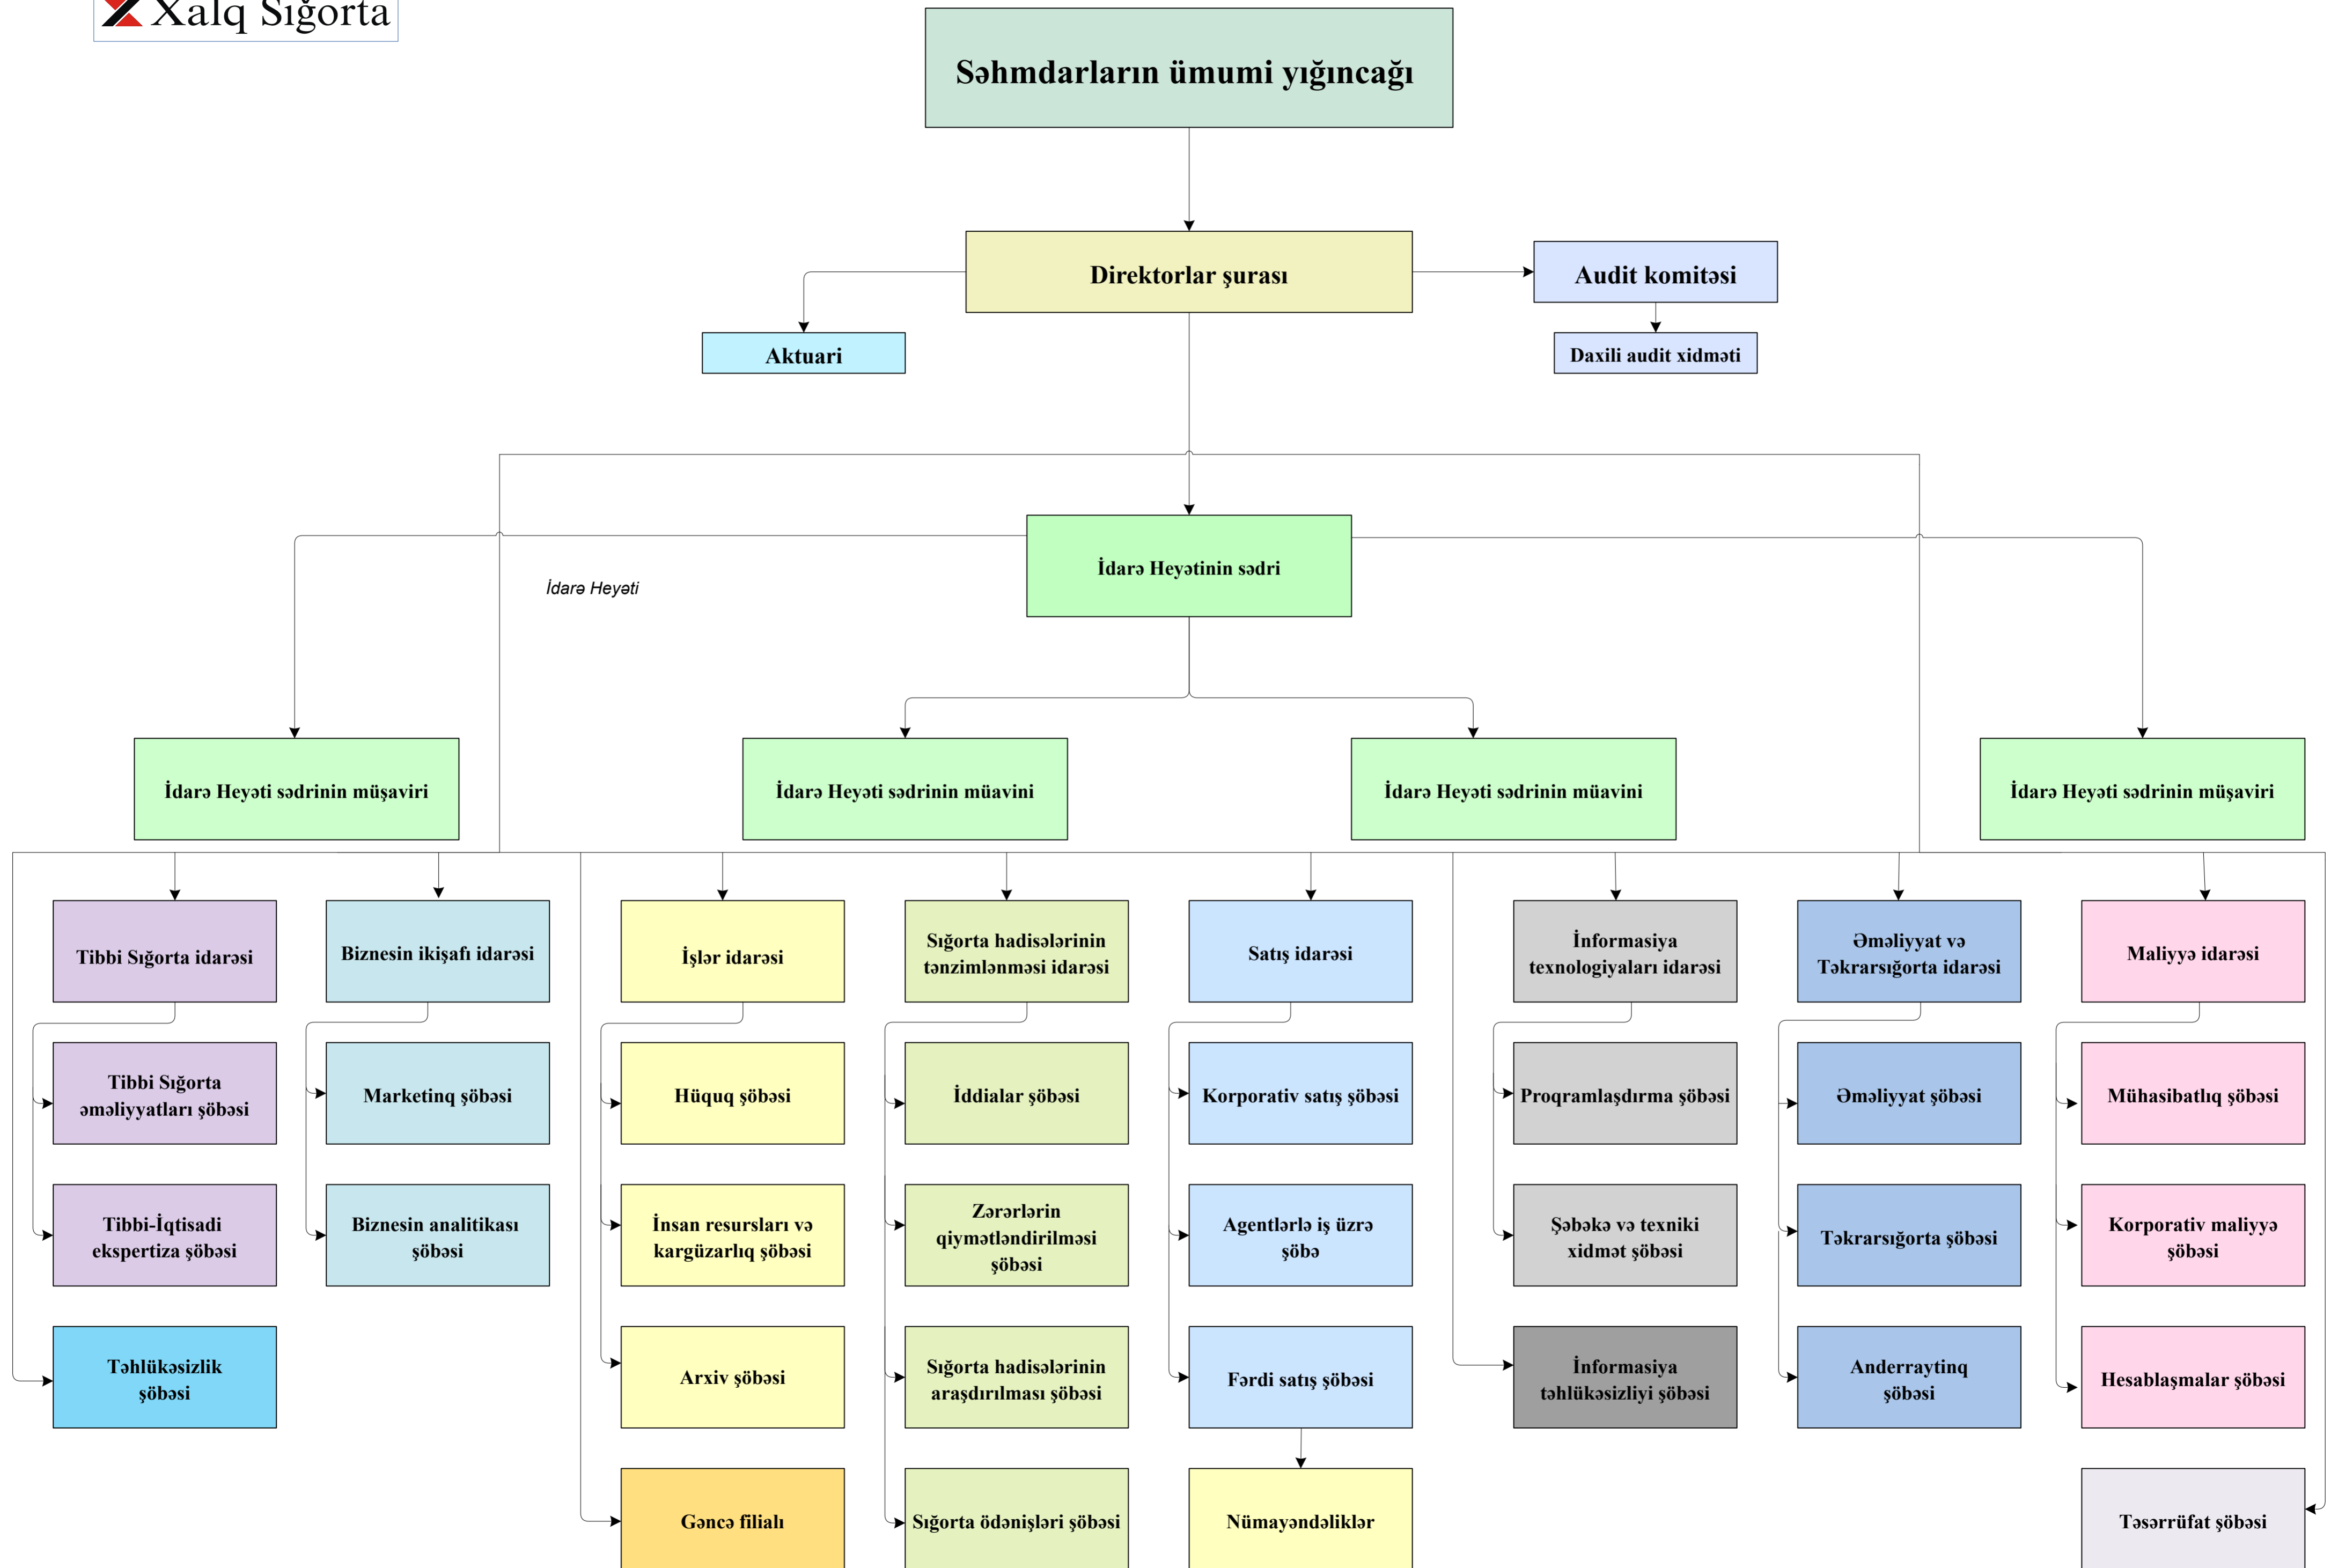 Xalq Sığorta
Səhmdarların ümumi yığıncağı
Direktorlar şurası
Audit komitəsi
Aktuari
Daxili audit xidməti
İdarə Heyətinin sədri
İdarə Heyəti
İdarə Heyəti sədrinin müşaviri
İdarə Heyəti sədrinin müavini
İdarə Heyəti sədrinin müavini
İdarə Heyəti sədrinin müşaviri
Tibbi Sığorta idarəsi
Biznesin ikişafı idarəsi
İşlər idarəsi
Sığorta hadisələrinin
tənzimlənməsi idarəsi
Satış idarəsi
İnformasiya
texnologiyaları idarəsi
Əməliyyat və
Təkrarsığorta idarəsi
Maliyyə idarəsi
Tibbi Sığorta
əməliyyatları şöbəsi
Marketinq şöbəsi
Hüquq şöbəsi
İddialar şöbəsi
Korporativ satış şöbəsi
Proqramlaşdırma şöbəsi
Əməliyyat şöbəsi
Mühasibatlıq şöbəsi
Tibbi-İqtisadi
ekspertiza şöbəsi
Biznesin analitikası
şöbəsi
İnsan resursları və
kargüzarlıq şöbəsi
Zərərlərin
qiymətləndirilməsi
şöbəsi
Agentlərlə iş üzrə
şöbə
Şəbəkə və texniki
xidmət şöbəsi
Təkrarsığorta şöbəsi
Korporativ maliyyə
şöbəsi
Təhlükəsizlik
şöbəsi
Arxiv şöbəsi
Sığorta hadisələrinin
araşdırılması şöbəsi
Fərdi satış şöbəsi
İnformasiya
təhlükəsizliyi şöbəsi
Anderraytinq
şöbəsi
Hesablaşmalar şöbəsi
Gəncə filialı
Sığorta ödənişləri şöbəsi
Nümayəndəliklər
Təsərrüfat şöbəsi